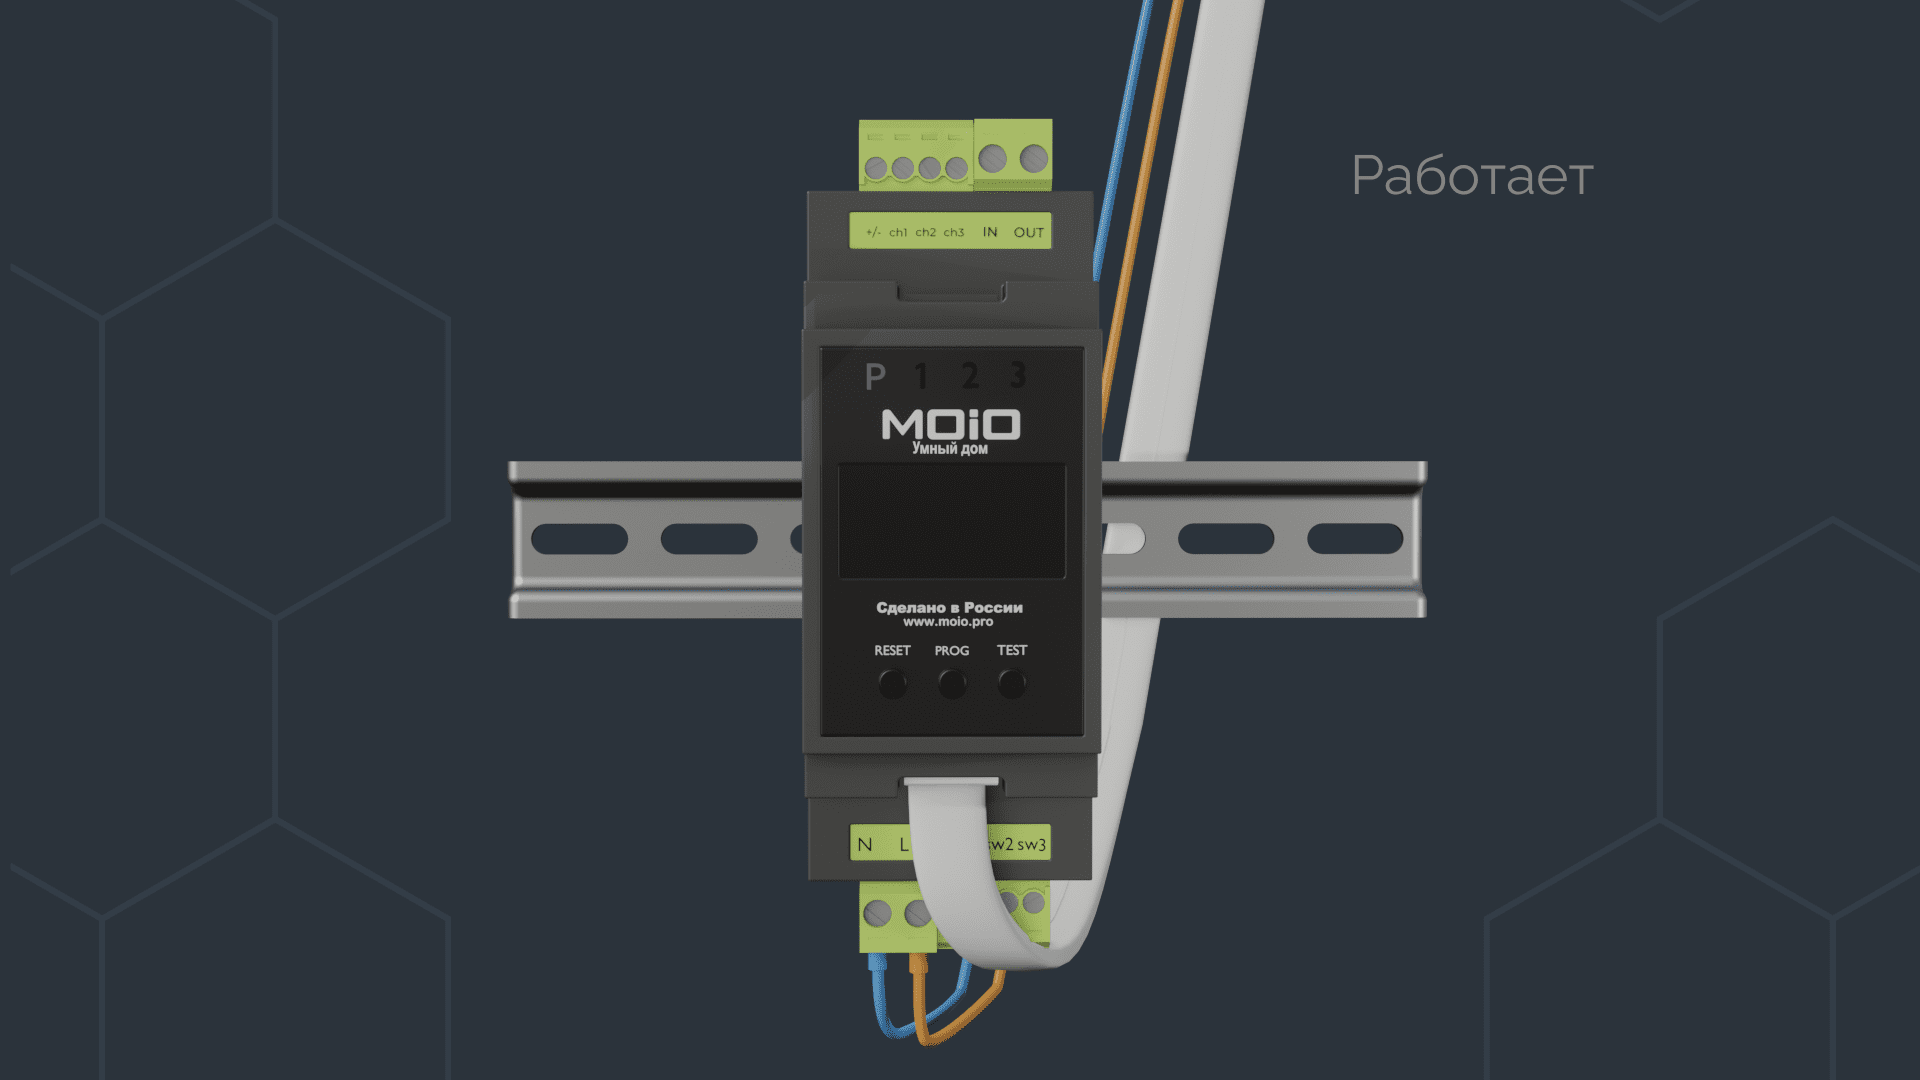 Работает
+/- ch1 ch2 ch3 IN OUT
P 1 2 3
MOiO
Умный дом
Сделано в России
www.moio.pro
RESET PROG TEST
N L sw2 sw3